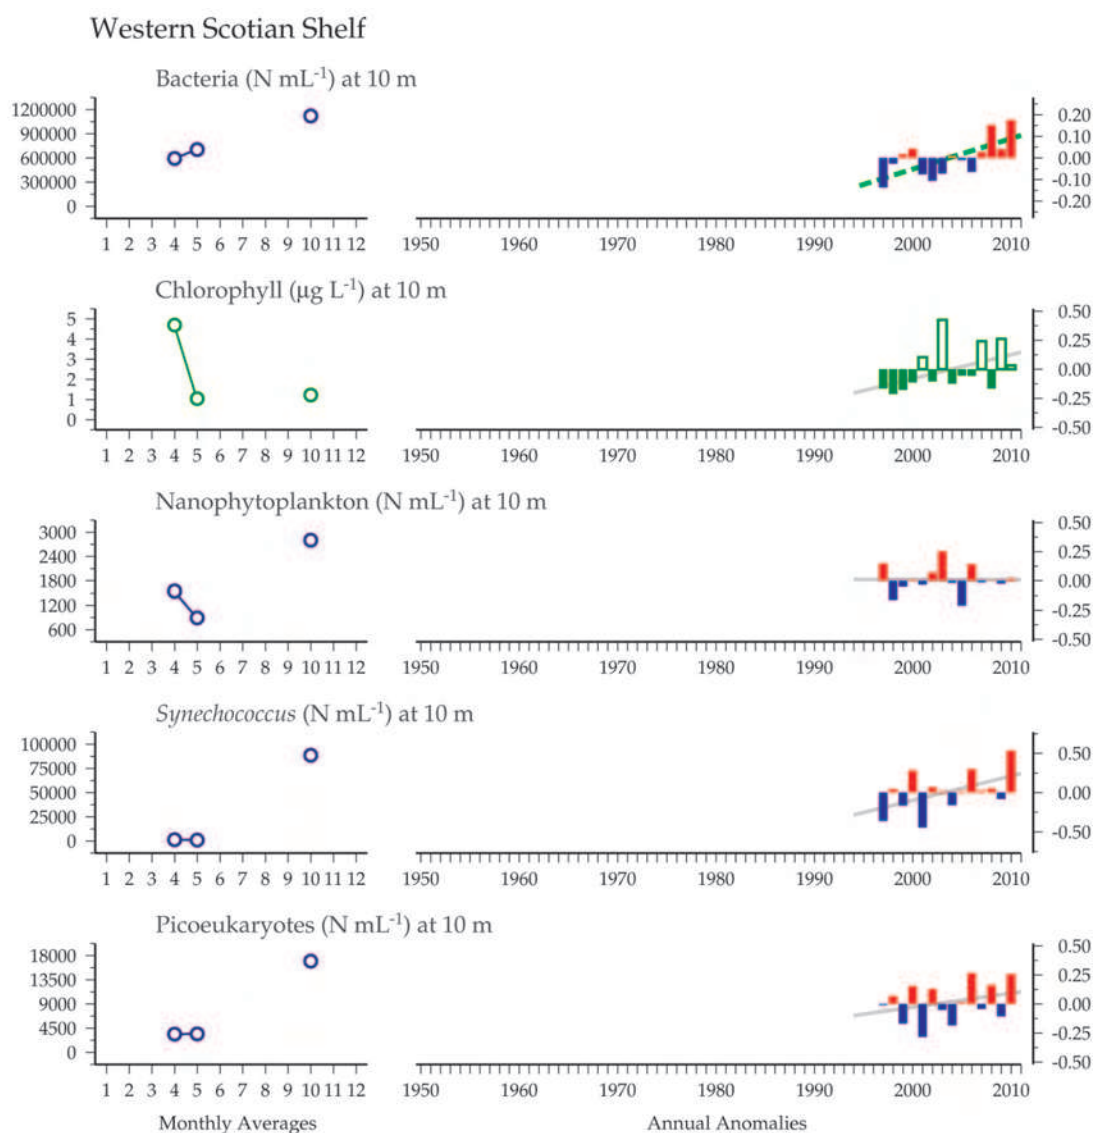 Western Scotian Shelf
Bacteria (N mL⁻¹) at 10 m
1200000
900000
600000
300000
0
0.20
0.10
0.00
-0.10
-0.20
1 2 3 4 5 6 7 8 9 10 11 12
1950 1960 1970 1980 1990 2000 2010
Chlorophyll (µg L⁻¹) at 10 m
5
4
3
2
1
0
0.50
0.25
0.00
-0.25
-0.50
1 2 3 4 5 6 7 8 9 10 11 12
1950 1960 1970 1980 1990 2000 2010
Nanophytoplankton (N mL⁻¹) at 10 m
3000
2400
1800
1200
600
0.50
0.25
0.00
-0.25
-0.50
1 2 3 4 5 6 7 8 9 10 11 12
1950 1960 1970 1980 1990 2000 2010
Synechococcus (N mL⁻¹) at 10 m
100000
75000
50000
25000
0
0.50
0.00
-0.50
1 2 3 4 5 6 7 8 9 10 11 12
1950 1960 1970 1980 1990 2000 2010
Picoeukaryotes (N mL⁻¹) at 10 m
18000
13500
9000
4500
0
0.50
0.25
0.00
-0.25
-0.50
1 2 3 4 5 6 7 8 9 10 11 12
1950 1960 1970 1980 1990 2000 2010
Monthly Averages
Annual Anomalies